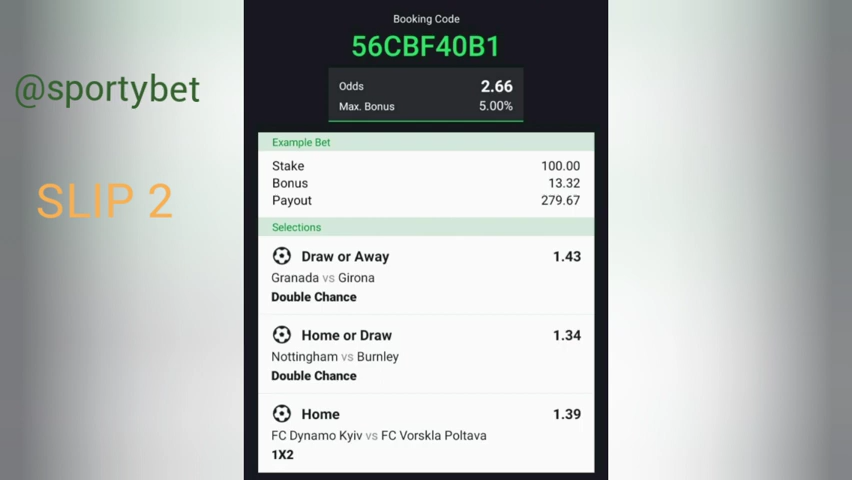 @sportybet
SLIP 2
Booking Code
56CBF40B1
Odds 2.66
Max. Bonus 5.00%
Example Bet
Stake 100.00
Bonus 13.32
Payout 279.67
Selections
Draw or Away 1.43
Granada vs Girona
Double Chance
Home or Draw 1.34
Nottingham vs Burnley
Double Chance
Home 1.39
FC Dynamo Kyiv vs FC Vorskla Poltava
1X2